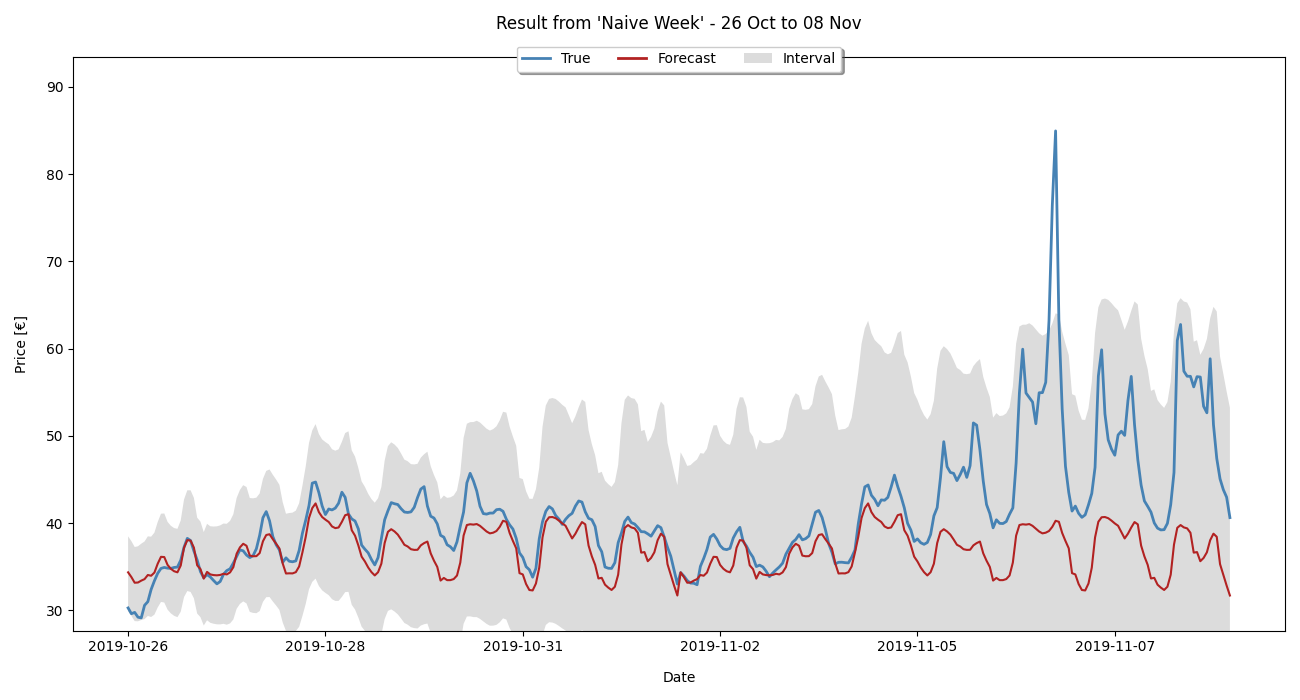 Result from 'Naive Week' - 26 Oct to 08 Nov
True Forecast Interval
90
80
70
60
50
40
30
Price [€]
2019-10-26 2019-10-28 2019-10-31 2019-11-02 2019-11-05 2019-11-07
Date